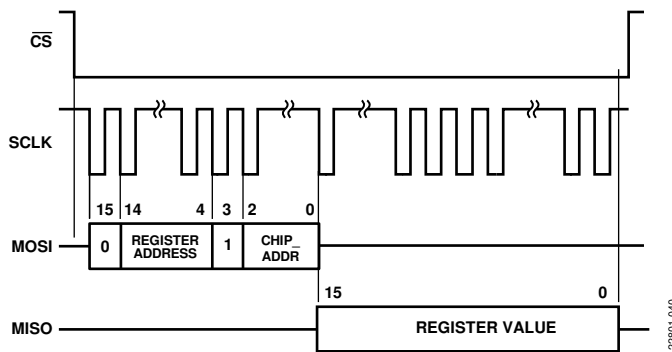 CS
SCLK
15 14 4 3 2 0
MOSI 0 REGISTER ADDRESS 1 CHIP_ ADDR
15 0
MISO REGISTER VALUE